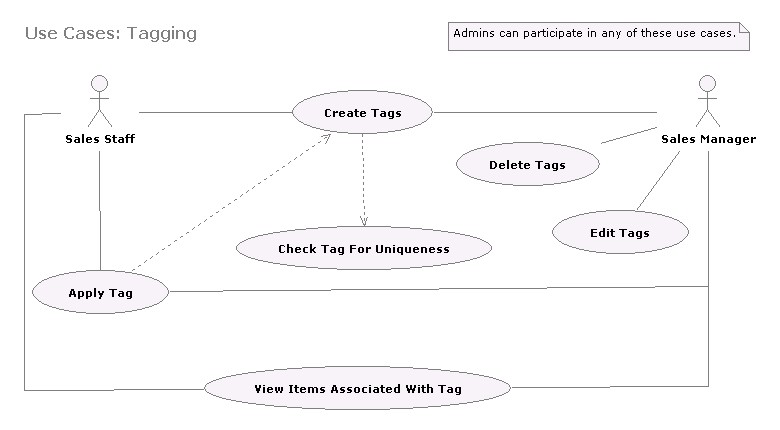 Use Cases: Tagging
Admins can participate in any of these use cases.
Create Tags
Sales Staff
Sales Manager
Delete Tags
Edit Tags
Check Tag For Uniqueness
Apply Tag
View Items Associated With Tag